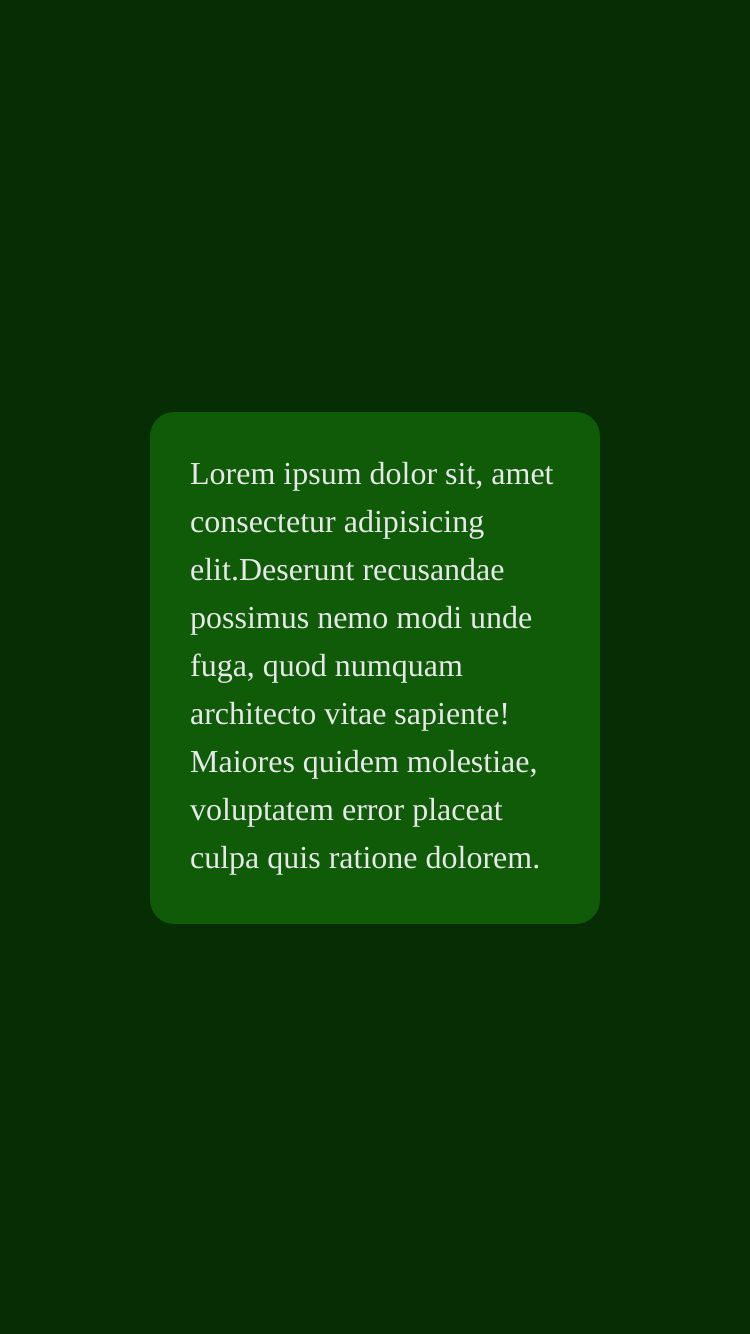 Lorem ipsum dolor sit, amet
consectetur adipisicing
elit.Deserunt recusandae
possimus nemo modi unde
fuga, quod numquam
architecto vitae sapiente!
Maiores quidem molestiae,
voluptatem error placeat
culpa quis ratione dolorem.